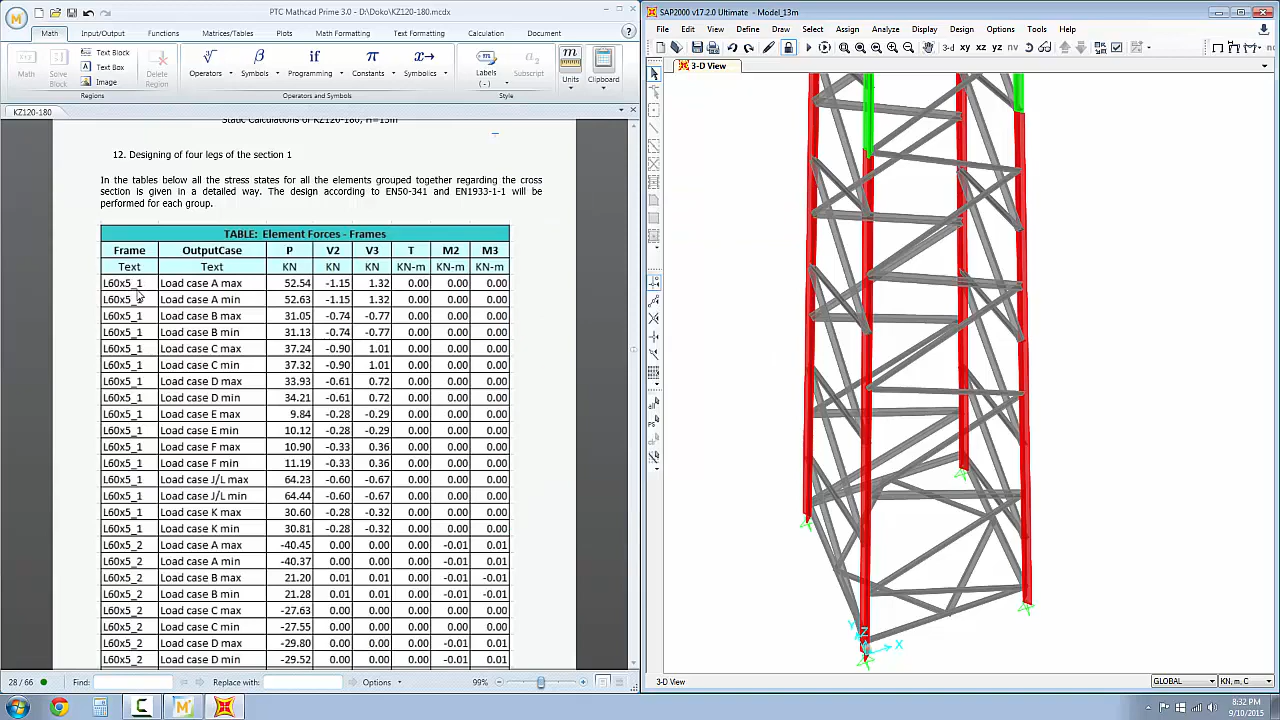 PTC Mathcad Prime 3.0 - D:\Doko\KZ120-180.mcdx
Math Input/Output Functions Matrices/Tables Plots Math Formatting Text Formatting Calculation Document
Math
Save Block
Text Block
Text Box
Image
Delete Region
Operators
Symbols
Programming
Constants
Symbols
Labels
( - )
Subscript
Units
Clipboard
Regions
Operators and Symbols
Style
KZ120-180
Static Calculations of KZ120-180, H=13m
12. Designing of four legs of the section 1
In the tables below all the stresses for all the elements grouped together regarding the cross
section is given in a detailed way. The design according to EN50-341 and EN1933-1-1 will be
performed for each group.
TABLE: Element Forces - Frames
Frame OutputCase P V2 V3 T M2 M3
Text Text KN KN KN KN-m KN-m KN-m
L60x5_1 Load case A max 52.54 -1.15 1.32 0.00 0.00 0.00
L60x5_1 Load case A min 52.63 -1.15 1.32 0.00 0.00 0.00
L60x5_1 Load case B max 31.05 -0.74 -0.77 0.00 0.00 0.00
L60x5_1 Load case B min 31.13 -0.74 -0.77 0.00 0.00 0.00
L60x5_1 Load case C max 37.24 -0.90 1.01 0.00 0.00 0.00
L60x5_1 Load case C min 37.32 -0.90 1.01 0.00 0.00 0.00
L60x5_1 Load case D max 33.93 -0.61 0.72 0.00 0.00 0.00
L60x5_1 Load case D min 34.21 -0.61 0.72 0.00 0.00 0.00
L60x5_1 Load case E max 9.84 -0.28 -0.29 0.00 0.00 0.00
L60x5_1 Load case E min 10.12 -0.28 -0.29 0.00 0.00 0.00
L60x5_1 Load case F max 10.90 -0.33 0.36 0.00 0.00 0.00
L60x5_1 Load case F min 11.19 -0.33 0.36 0.00 0.00 0.00
L60x5_1 Load case J/L max 64.23 -0.60 -0.67 0.00 0.00 0.00
L60x5_1 Load case J/L min 64.44 -0.60 -0.67 0.00 0.00 0.00
L60x5_1 Load case K max 30.60 -0.28 -0.32 0.00 0.00 0.00
L60x5_1 Load case K min 30.81 -0.28 -0.32 0.00 0.00 0.00
L60x5_2 Load case A max -40.45 0.00 0.00 0.00 -0.01 0.01
L60x5_2 Load case A min -40.37 0.00 0.00 0.00 -0.01 0.01
L60x5_2 Load case B max 21.20 0.01 0.01 0.00 -0.01 -0.01
L60x5_2 Load case B min 21.28 0.01 0.01 0.00 -0.01 -0.01
L60x5_2 Load case C max -27.63 0.00 0.00 0.00 -0.01 0.01
L60x5_2 Load case C min -27.55 0.00 0.00 0.00 -0.01 0.01
L60x5_2 Load case D max -29.80 0.00 0.00 0.00 -0.01 0.01
L60x5_2 Load case D min -29.52 0.00 0.00 0.00 -0.01 0.01
28 / 66 Find: Replace with: Options 99%
SAP2000 v17.2.0 Ultimate - Model_13m
File Edit View Define Draw Select Assign Analyze Display Design Options Tools Help
3-d xy xz yz nv
3-D View
all
PS
Y Z X
3-D View GLOBAL KN, m, C
8:32 PM
9/10/2015